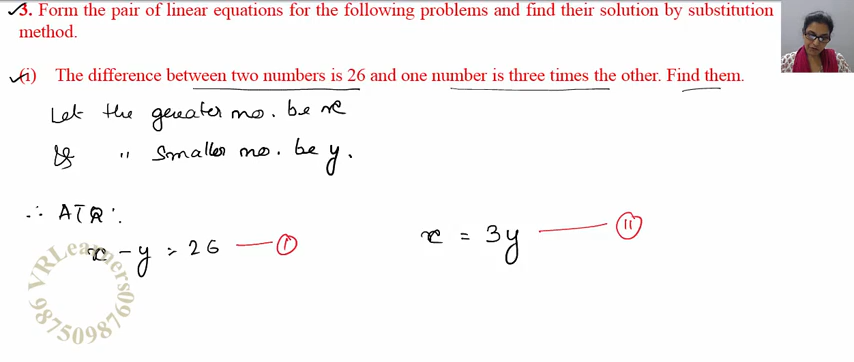 3. Form the pair of linear equations for the following problems and find their solution by substitution
method.
(i) The difference between two numbers is 26 and one number is three times the other. Find them.
Let the greater no. be x
& " smaller no. be y.
∴ ATQ:
x - y = 26 — (I)
x = 3y — (II)
VRLearners
9875098760